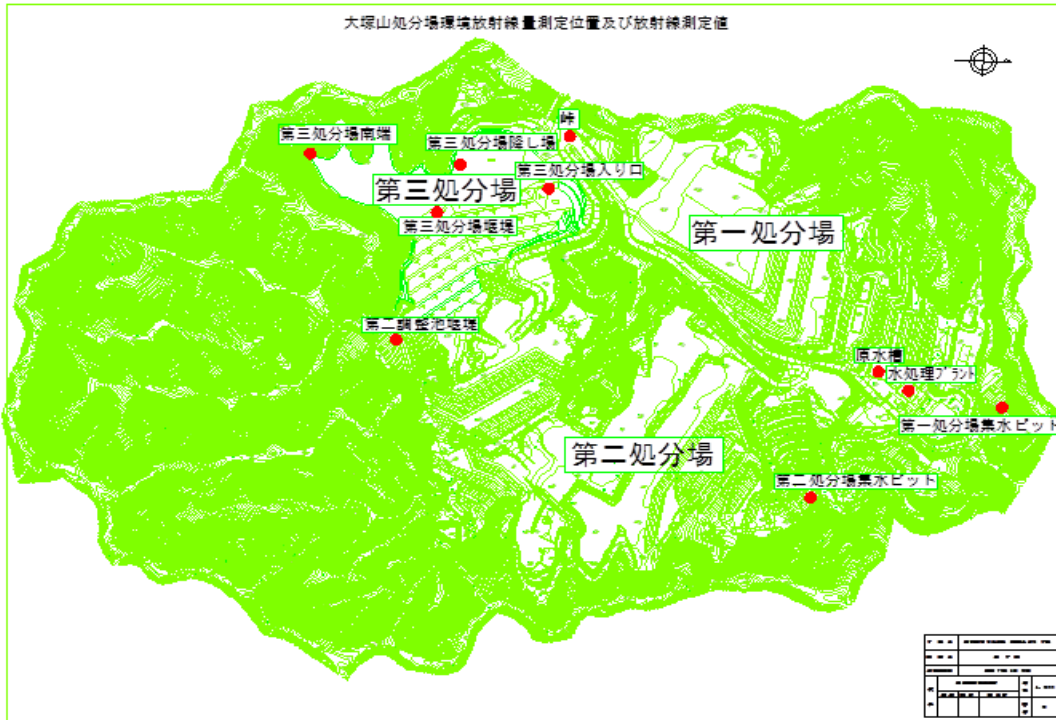 大塚山処分場環境放射線量測定位置及び放射線測定値
峠
第三処分場南端
第三処分場降し場
第三処分場入り口
第三処分場
第三処分場堰堤
第一処分場
第二調整池堰堤
原水槽
水処理プラント
第一処分場集水ピット
第二処分場
第二処分場集水ピット